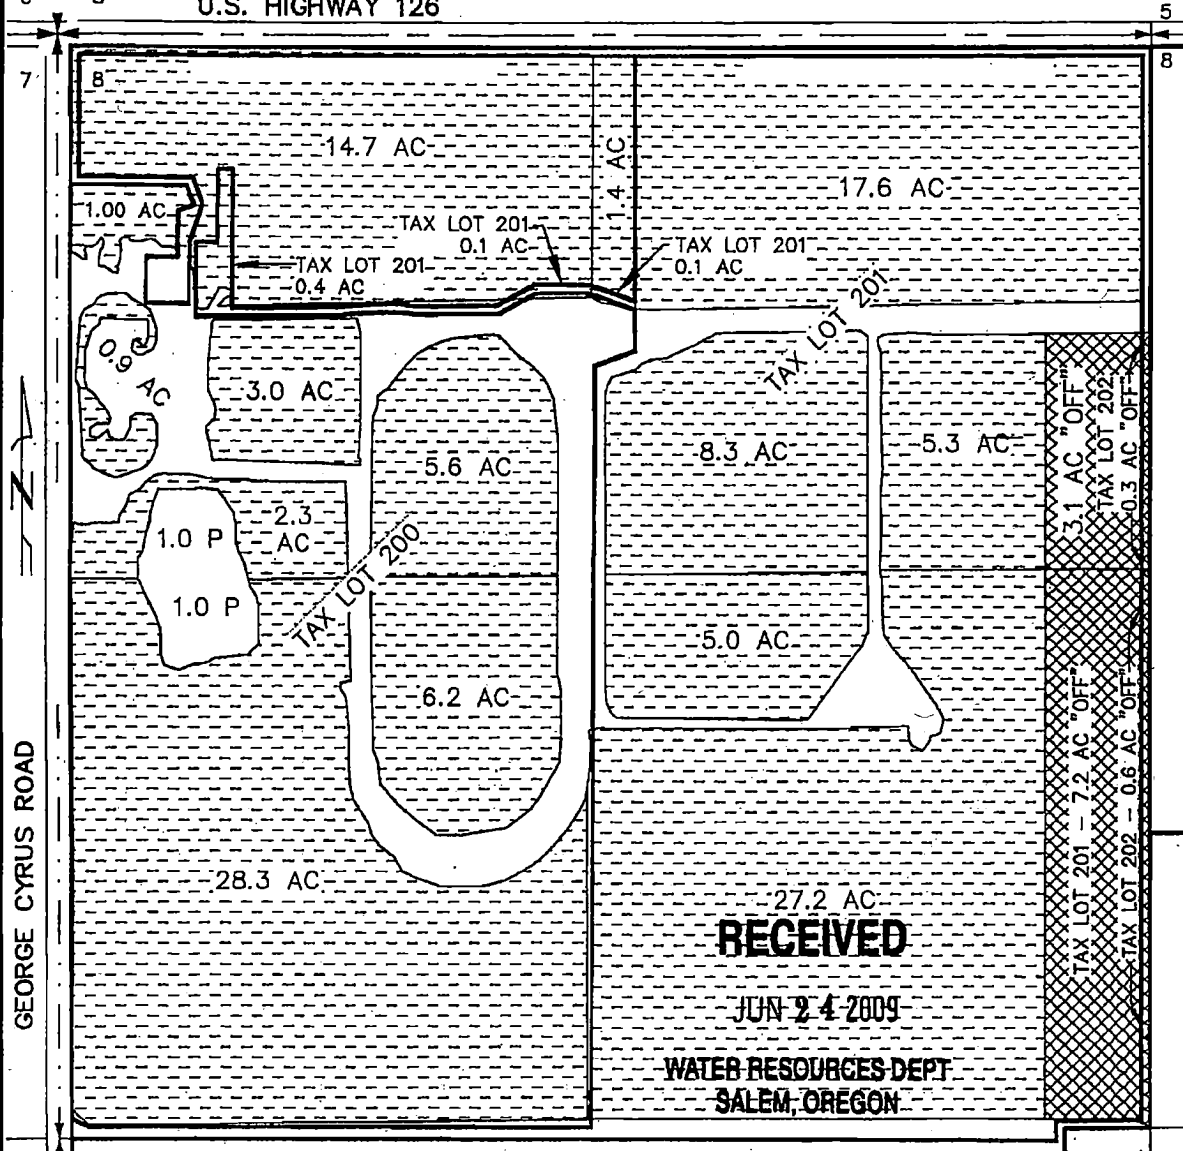 U.S. HIGHWAY 126
5
7
8
8
14.7 AC
1.4 AC
17.6 AC
1.00 AC
TAX LOT 201
0.1 AC
TAX LOT 201
0.1 AC
TAX LOT 201
0.4 AC
TAX LOT 201
0.9 AC
3.0 AC
5.6 AC
8.3 AC
5.3 AC
3.1 AC "OFF"
TAX LOT 202
0.3 AC "OFF"
2.3
AC
1.0 P
1.0 P
TAX LOT 200
5.0 AC
6.2 AC
TAX LOT 201 - 7.2 AC "OFF"
TAX LOT 202 - 0.6 AC "OFF"
GEORGE CYRUS ROAD
28.3 AC
27.2 AC
RECEIVED
JUN 24 2009
WATER RESOURCES DEPT
SALEM, OREGON
N